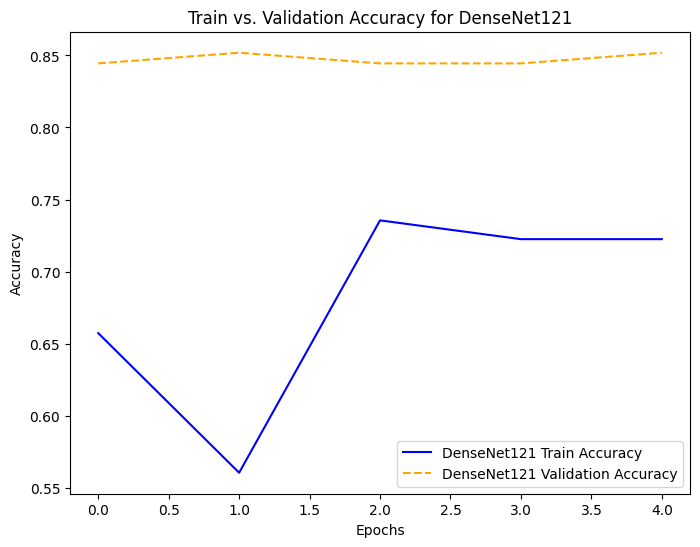 Train vs. Validation Accuracy for DenseNet121
0.85
0.80
0.75
0.70
0.65
0.60
0.55
Accuracy
DenseNet121 Train Accuracy
DenseNet121 Validation Accuracy
0.0 0.5 1.0 1.5 2.0 2.5 3.0 3.5 4.0
Epochs